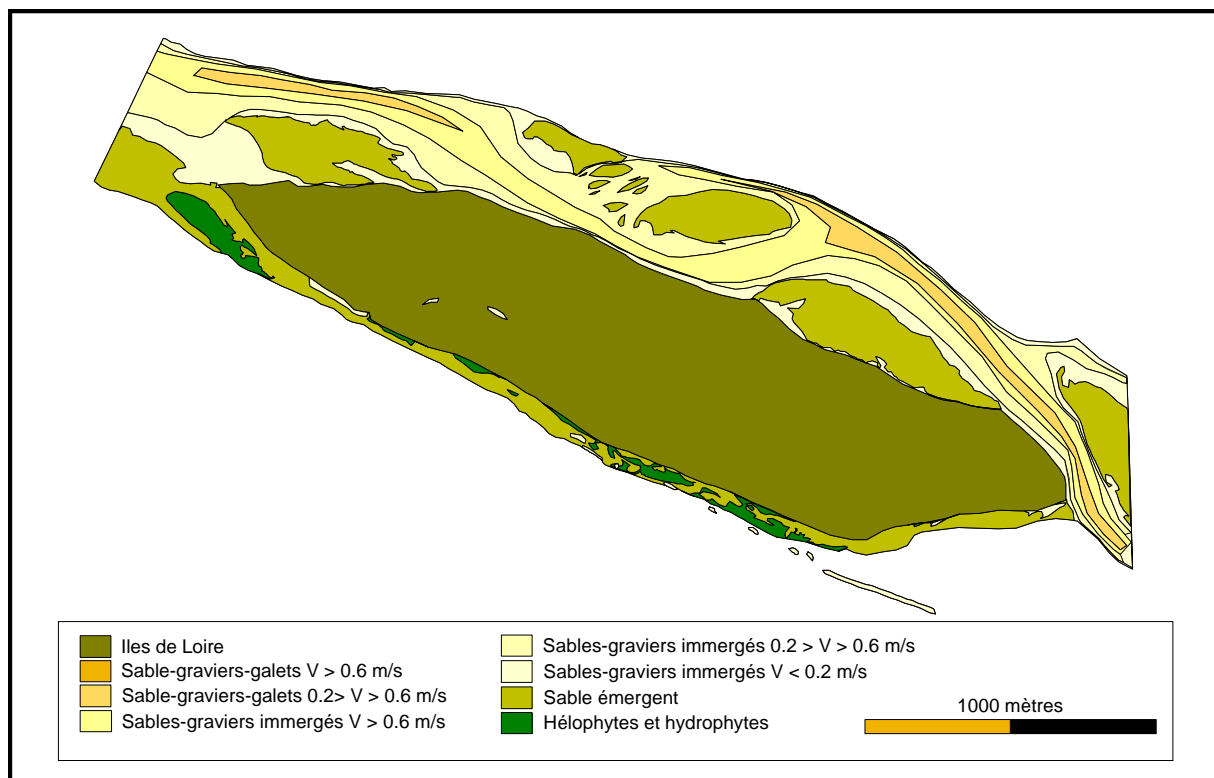 Iles de Loire
Sable-graviers-galets V > 0.6 m/s
Sable-graviers-galets 0.2> V > 0.6 m/s
Sables-graviers immergés V > 0.6 m/s
Sables-graviers immergés 0.2 > V > 0.6 m/s
Sables-graviers immergés V < 0.2 m/s
Sable émergent
Hélophytes et hydrophytes
1000 mètres